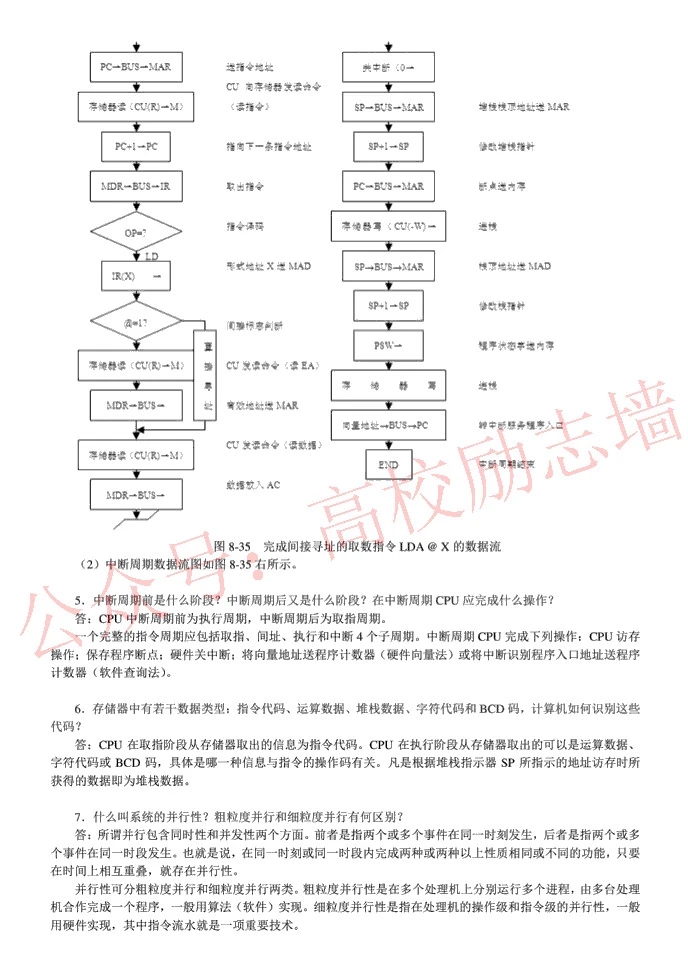 PC→BUS→MAR
送指令地址
CU 向存储器发读命令
存储器读（CU(R)→M）
（读指令）
PC+1→PC
指向下一条指令地址
MDR→BUS→IR
取出指令
OP=?
指令译码
LD
IR(X) →
形式地址 X 送 MAD
@=1?
间接标志判断
直接寻址
存储器读（CU(R)→M）
CU 发读命令（读 EA）
MDR→BUS→
有效地址送 MAR
存储器读（CU(R)→M）
CU 发读命令（读数据）
MDR→BUS→
数据放入 AC
关中断（0→
SP→BUS→MAR
堆栈栈顶地址送 MAR
SP+1→SP
修改堆栈指针
PC→BUS→MAR
断点送内存
存储器写（CU(-W)→
进栈
SP→BUS→MAR
栈顶地址送 MAD
SP+1→SP
修改栈指针
PSW→
程序状态字送内存
存储器写
进栈
向量地址→BUS→PC
转中断服务程序入口
END
中断周期结束
图 8-35 完成间接寻址的取数指令 LDA @ X 的数据流
（2）中断周期数据流图如图 8-35 右所示。
5．中断周期前是什么阶段？中断周期后又是什么阶段？在中断周期 CPU 应完成什么操作？
答：CPU 中断周期前为执行周期，中断周期后为取指周期。
一个完整的指令周期应包括取指、间址、执行和中断 4 个子周期。中断周期 CPU 完成下列操作：CPU 访存
操作；保存程序断点；硬件关中断；将向量地址送程序计数器（硬件向量法）或将中断识别程序入口地址送程序
计数器（软件查询法）。
6．存储器中有若干数据类型：指令代码、运算数据、堆栈数据、字符代码和 BCD 码，计算机如何识别这些
代码？
答：CPU 在取指阶段从存储器取出的信息为指令代码。CPU 在执行阶段从存储器取出的可以是运算数据、
字符代码或 BCD 码，具体是哪一种信息与指令的操作码有关。凡是根据堆栈指示器 SP 所指示的地址访存时所
获得的数据即为堆栈数据。
7．什么叫系统的并行性？粗粒度并行和细粒度并行有何区别？
答：所谓并行包含同时性和并发性两个方面。前者是指两个或多个事件在同一时刻发生，后者是指两个或多
个事件在同一时段发生。也就是说，在同一时刻或同一时段内完成两种或两种以上性质相同或不同的功能，只要
在时间上相互重叠，就存在并行性。
并行性可分粗粒度并行和细粒度并行两类。粗粒度并行性是在多个处理机上分别运行多个进程，由多台处理
机合作完成一个程序，一般用算法（软件）实现。细粒度并行性是指在处理机的操作级和指令级的并行性，一般
用硬件实现，其中指令流水就是一项重要技术。
公众号：高校励志墙